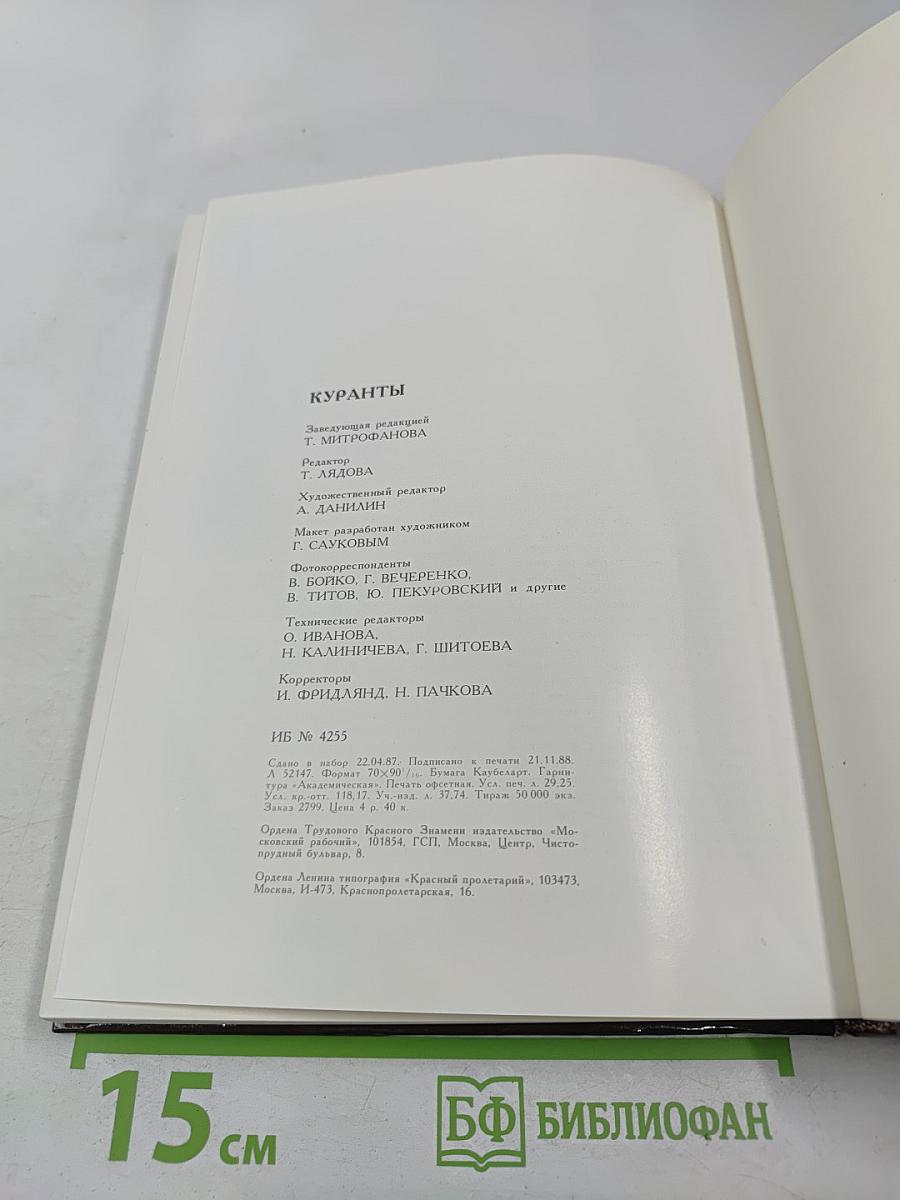 КУРАНТЫ
Заведующая редакцией
Т. МИТРОФАНОВА
Редактор
Т. ЛЯДОВА
Художественный редактор
А. ДАНИЛИН
Макет разработан художником
Г. САУКОВЫМ
Фотокорреспонденты
В. БОЙКО, Г. ВЕЧЕРЕНКО,
В. ТИТОВ, Ю. ПЕКУРОВСКИЙ и другие
Технические редакторы
О. ИВАНОВА,
Н. КАЛИНИЧЕВА, Г. ШИТОЕВА
Корректоры
И. ФРИДЛЯНД, Н. ПАЧКОВА
ИБ № 4255
Сдано в набор 22.04.87. Подписано к печати 21.11.88.
Л 52147. Формат 70×90¹/₁₆. Бумага Каубеларт. Гарни-
тура «Академическая». Печать офсетная. Усл. печ. л. 29,25.
Усл. кр.-отт. 118,17. Уч.-изд. л. 37,74. Тираж 50 000 экз.
Заказ 2799. Цена 4 р. 40 к.
Ордена Трудового Красного Знамени издательство «Мо-
сковский рабочий», 101854, ГСП, Москва, Центр, Чисто-
прудный бульвар, 8.
Ордена Ленина типография «Красный пролетарий», 103473,
Москва, И-473, Краснопролетарская, 16.
15 см
БФ БИБЛИОФАН